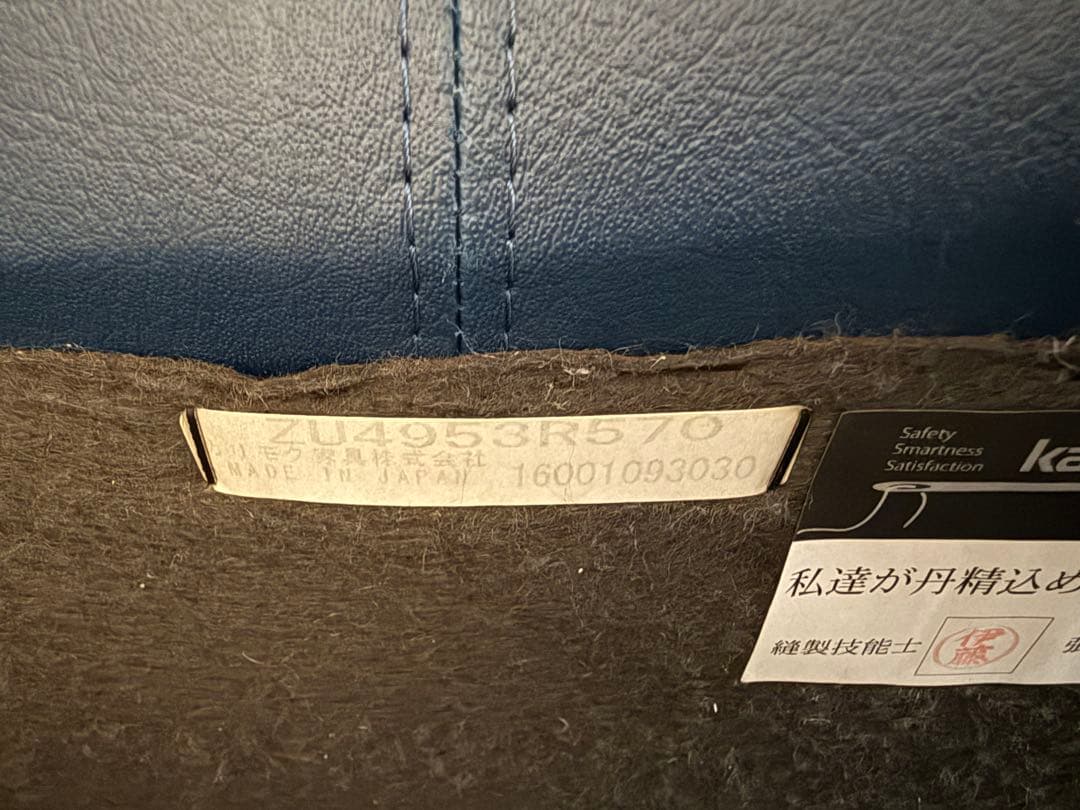 ZU4953R570
カリモク家具株式会社
MADE IN JAPAN 16001093030
Safety
Smartness
Satisfaction
ka
私達が丹精込め
縫製技能士 伊藤